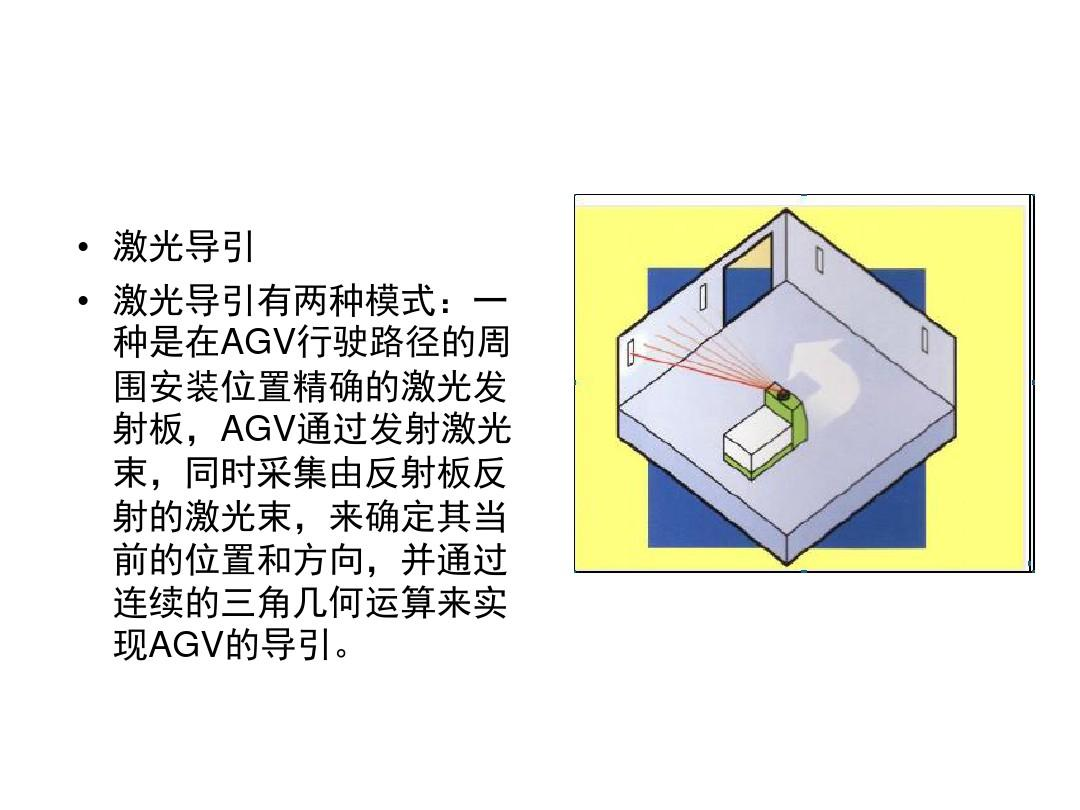 • 激光导引
• 激光导引有两种模式：一
种是在AGV行驶路径的周
围安装位置精确的激光发
射板，AGV通过发射激光
束，同时采集由反射板反
射的激光束，来确定其当
前的位置和方向，并通过
连续的三角几何运算来实
现AGV的导引。